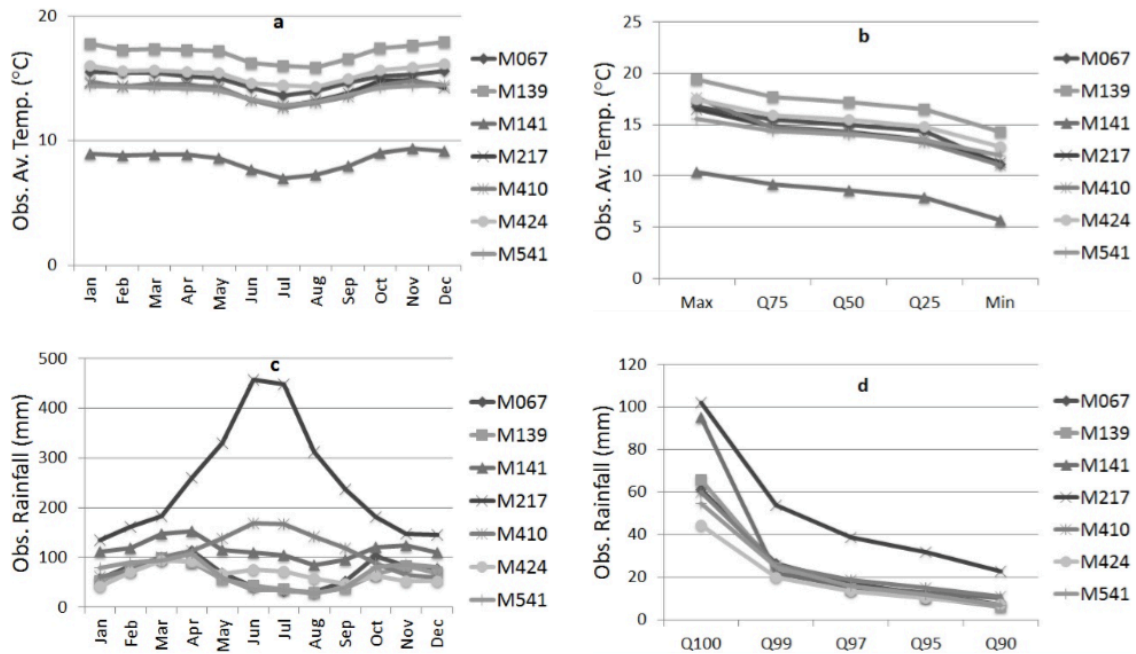 a
Obs. Av. Temp. (°C)
20
10
0
Jan
Feb
Mar
Apr
May
Jun
Jul
Aug
Sep
Oct
Nov
Dec
M067
M139
M141
M217
M410
M424
M541
b
Obs. Av. Temp. (°C)
25
20
15
10
5
0
Max
Q75
Q50
Q25
Min
M067
M139
M141
M217
M410
M424
M541
c
Obs. Rainfall (mm)
500
400
300
200
100
0
Jan
Feb
Mar
Apr
May
Jun
Jul
Aug
Sep
Oct
Nov
Dec
M067
M139
M141
M217
M410
M424
M541
d
Obs. Rainfall (mm)
120
100
80
60
40
20
0
Q100
Q99
Q97
Q95
Q90
M067
M139
M141
M217
M410
M424
M541